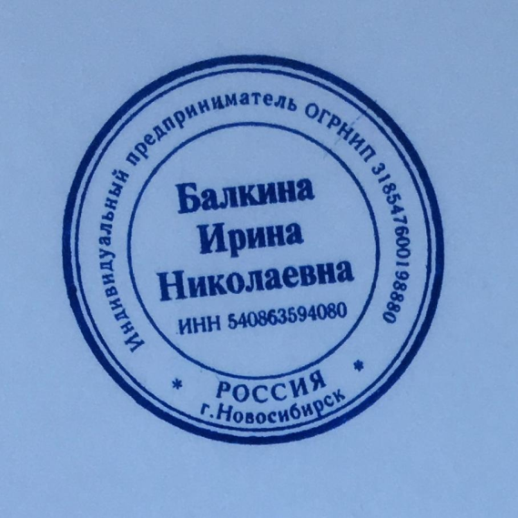 Индивидуальный предприниматель ОГРНИП 318547600198880
Балкина
Ирина
Николаевна
ИНН 540863594080
* РОССИЯ *
г.Новосибирск